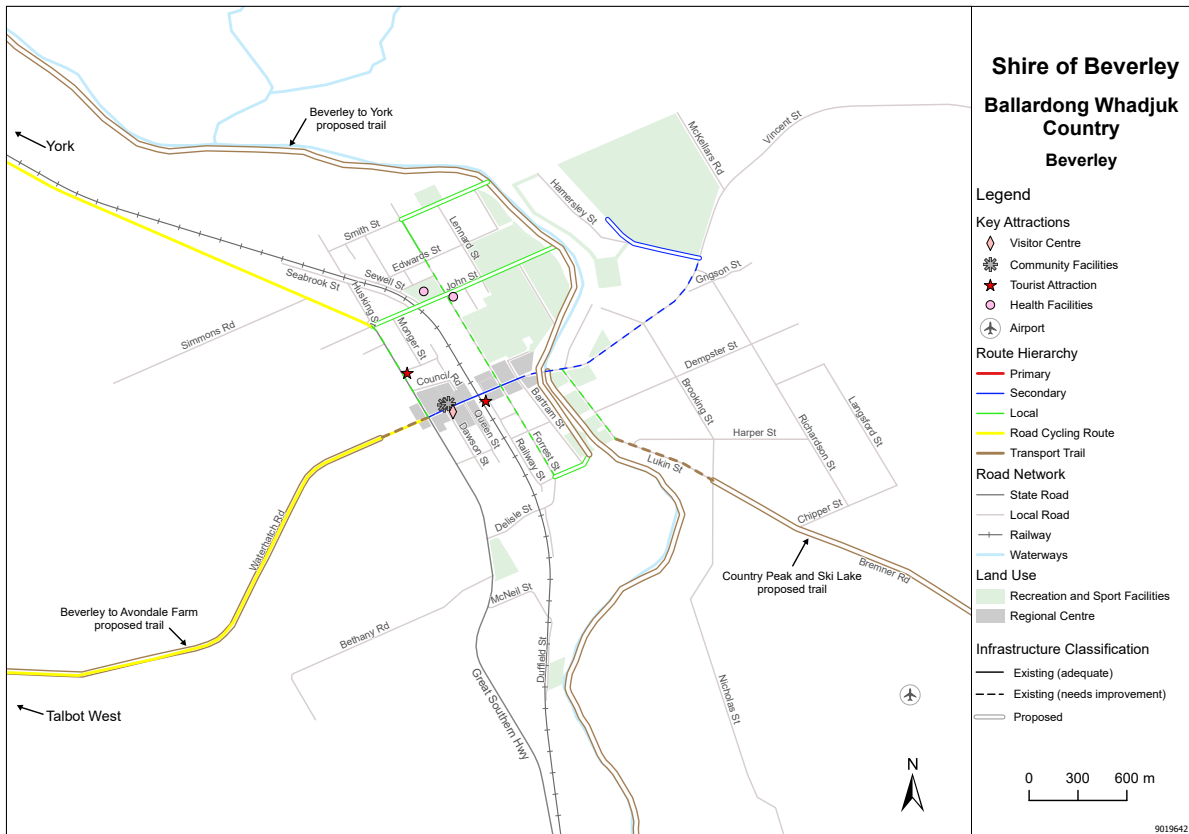 Shire of Beverley
Ballardong Whadjuk
Country
Beverley
Legend
Key Attractions
Visitor Centre
Community Facilities
Tourist Attraction
Health Facilities
Airport
Route Hierarchy
Primary
Secondary
Local
Road Cycling Route
Transport Trail
Road Network
State Road
Local Road
Railway
Waterways
Land Use
Recreation and Sport Facilities
Regional Centre
Infrastructure Classification
Existing (adequate)
Existing (needs improvement)
Proposed
0 300 600 m
9019642
N
Beverley to York
proposed trail
York
McKellars Rd
Vincent St
Hamersley St
Smith St
Lennard St
Edwards St
Sewell St
John St
Seabrook St
Husking St
Grigson St
Simmons Rd
Monger St
Dempster St
Council Rd
Brooking St
Bartram St
Langsford St
Queen St
Dawson St
Railway St
Forrest St
Harper St
Richardson St
Lukin St
Chipper St
Delisle St
Waterhatch Rd
Country Peak and Ski Lake
proposed trail
Bremner Rd
McNeil St
Beverley to Avondale Farm
proposed trail
Bethany Rd
Duffield St
Great Southern Hwy
Nicholas St
Talbot West